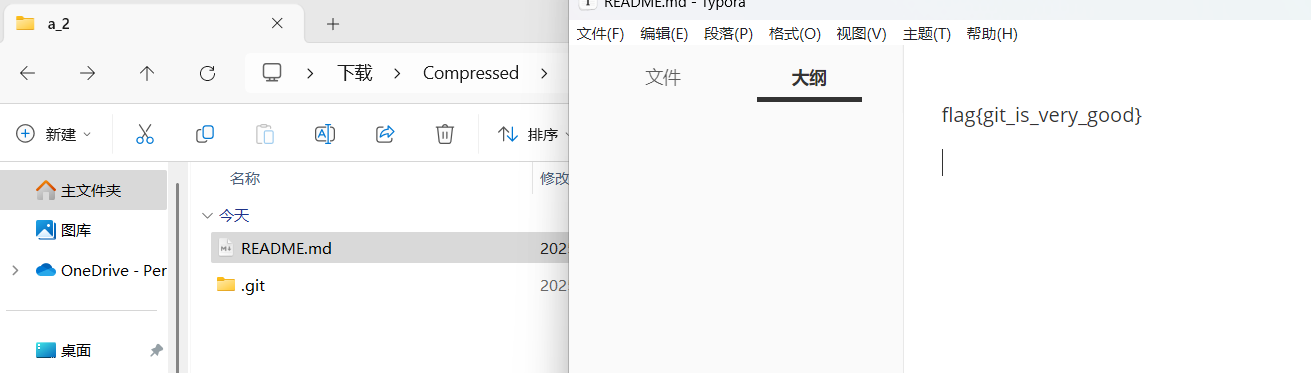 a_2
下载 Compressed
新建
排序
主文件夹
图库
OneDrive - Per
桌面
名称
修改
今天
README.md
202
.git
202
README.md - Typora
文件(F) 编辑(E) 段落(P) 格式(O) 视图(V) 主题(T) 帮助(H)
文件 大纲
flag{git_is_very_good}